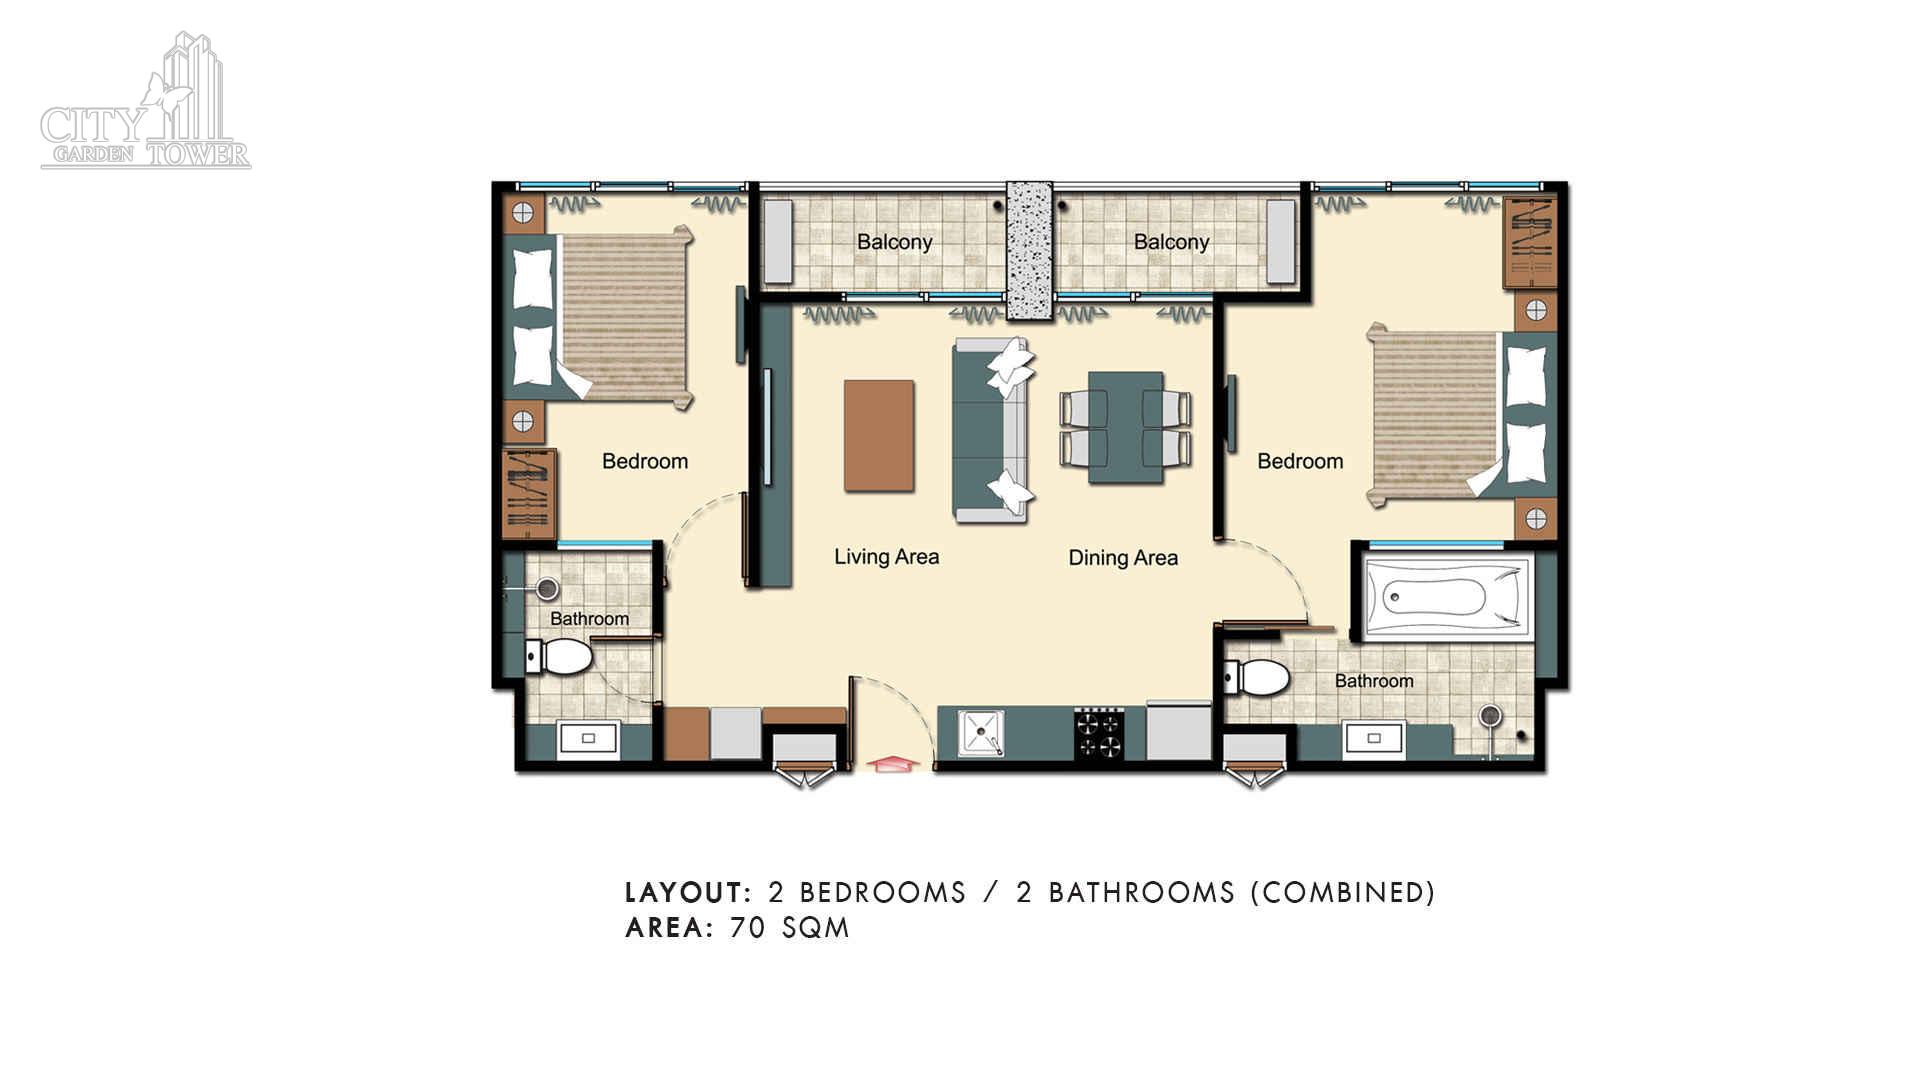 CITY
GARDEN TOWER
Balcony
Balcony
Bedroom
Bedroom
Living Area
Dining Area
Bathroom
Bathroom
LAYOUT: 2 BEDROOMS / 2 BATHROOMS (COMBINED)
AREA: 70 SQM